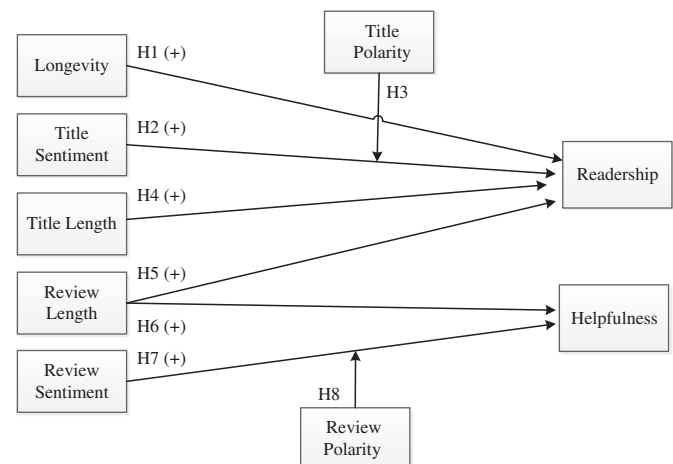 Longevity
H1 (+)
Title
Polarity
H3
Title
Sentiment
H2 (+)
Readership
Title Length
H4 (+)
Review
Length
H5 (+)
H6 (+)
Helpfulness
Review
Sentiment
H7 (+)
H8
Review
Polarity